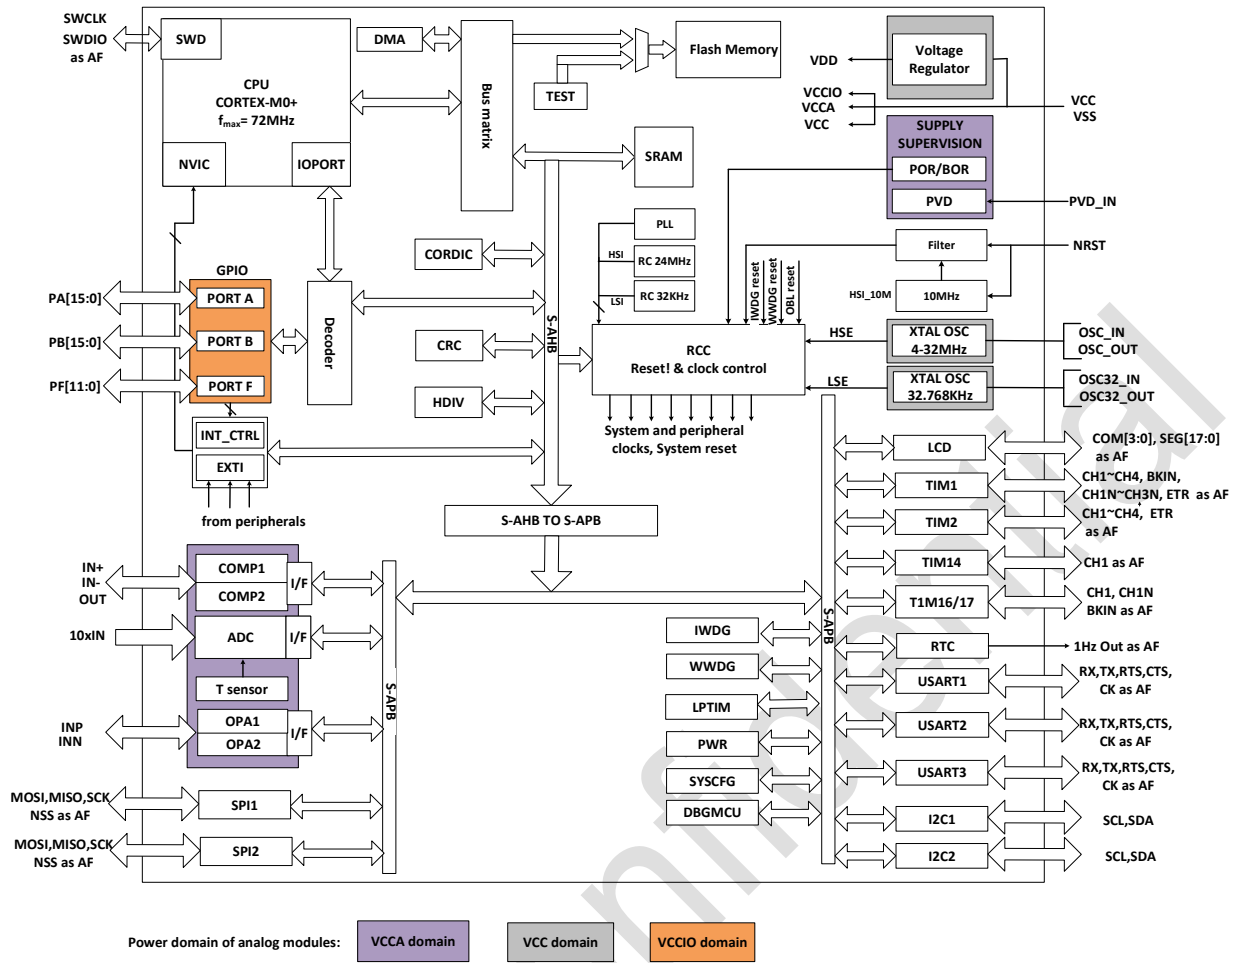 SWCLK
SWDIO
as AF
SWD
CPU
CORTEX-M0+
fmax= 72MHz
NVIC
IOPORT
DMA
Bus matrix
TEST
Flash Memory
SRAM
VDD
Voltage
Regulator
VCCIO
VCCA
VCC
VCC
VSS
SUPPLY
SUPERVISION
POR/BOR
PVD
PVD_IN
PLL
HSI
RC 24MHz
LSI
RC 32KHz
Filter
NRST
HSI_10M
10MHz
IWDG reset
WWDG reset
OBL reset
CORDIC
CRC
HDIV
S-AHB
GPIO
PORT A
PORT B
PORT F
PA[15:0]
PB[15:0]
PF[11:0]
Decoder
INT_CTRL
EXTI
from peripherals
RCC
Reset! & clock control
HSE
XTAL OSC
4-32MHz
OSC_IN
OSC_OUT
LSE
XTAL OSC
32.768KHz
OSC32_IN
OSC32_OUT
System and peripheral
clocks, System reset
S-AHB TO S-APB
IN+
IN-
OUT
COMP1
COMP2
I/F
10xIN
ADC
I/F
T sensor
INP
INN
OPA1
OPA2
I/F
MOSI,MISO,SCK
NSS as AF
SPI1
MOSI,MISO,SCK
NSS as AF
SPI2
S-APB
IWDG
WWDG
LPTIM
PWR
SYSCFG
DBGMCU
S-APB
LCD
COM[3:0], SEG[17:0]
as AF
TIM1
CH1~CH4, BKIN,
CH1N~CH3N, ETR as AF
TIM2
CH1~CH4, ETR
as AF
TIM14
CH1 as AF
T1M16/17
CH1, CH1N
BKIN as AF
RTC
1Hz Out as AF
USART1
RX,TX,RTS,CTS,
CK as AF
USART2
RX,TX,RTS,CTS,
CK as AF
USART3
RX,TX,RTS,CTS,
CK as AF
I2C1
SCL,SDA
I2C2
SCL,SDA
Power domain of analog modules:
VCCA domain
VCC domain
VCCIO domain
nfidential